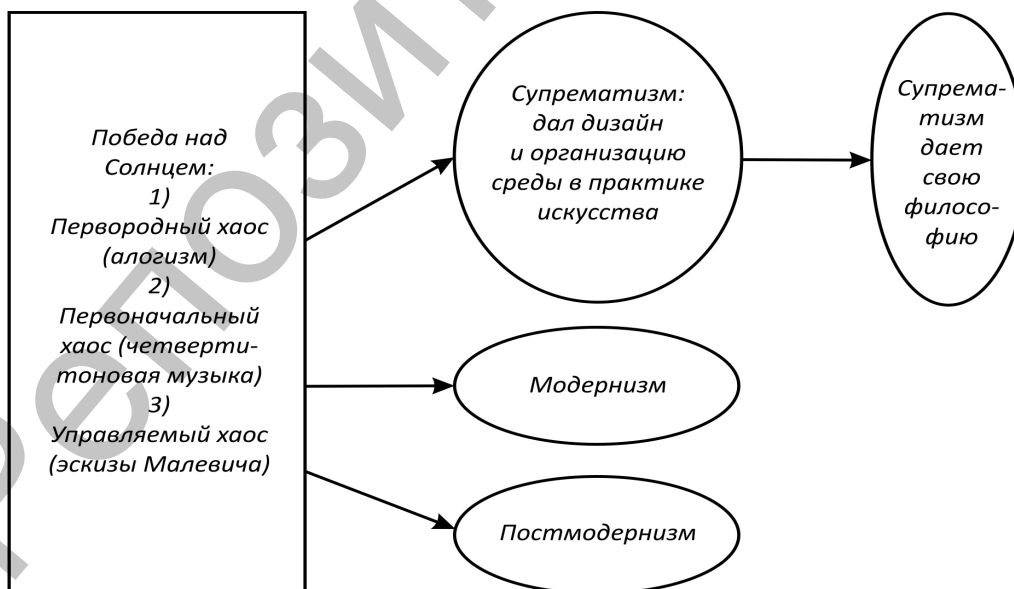 Победа над
Солнцем:
1)
Первородный хаос
(алогизм)
2)
Первоначальный
хаос (четверти-
тоновая музыка)
3)
Управляемый хаос
(эскизы Малевича)
Супрематизм:
дал дизайн
и организацию
среды в практике
искусства
Супрема-
тизм
дает
свою
филосо-
фию
Модернизм
Постмодернизм
Репозит